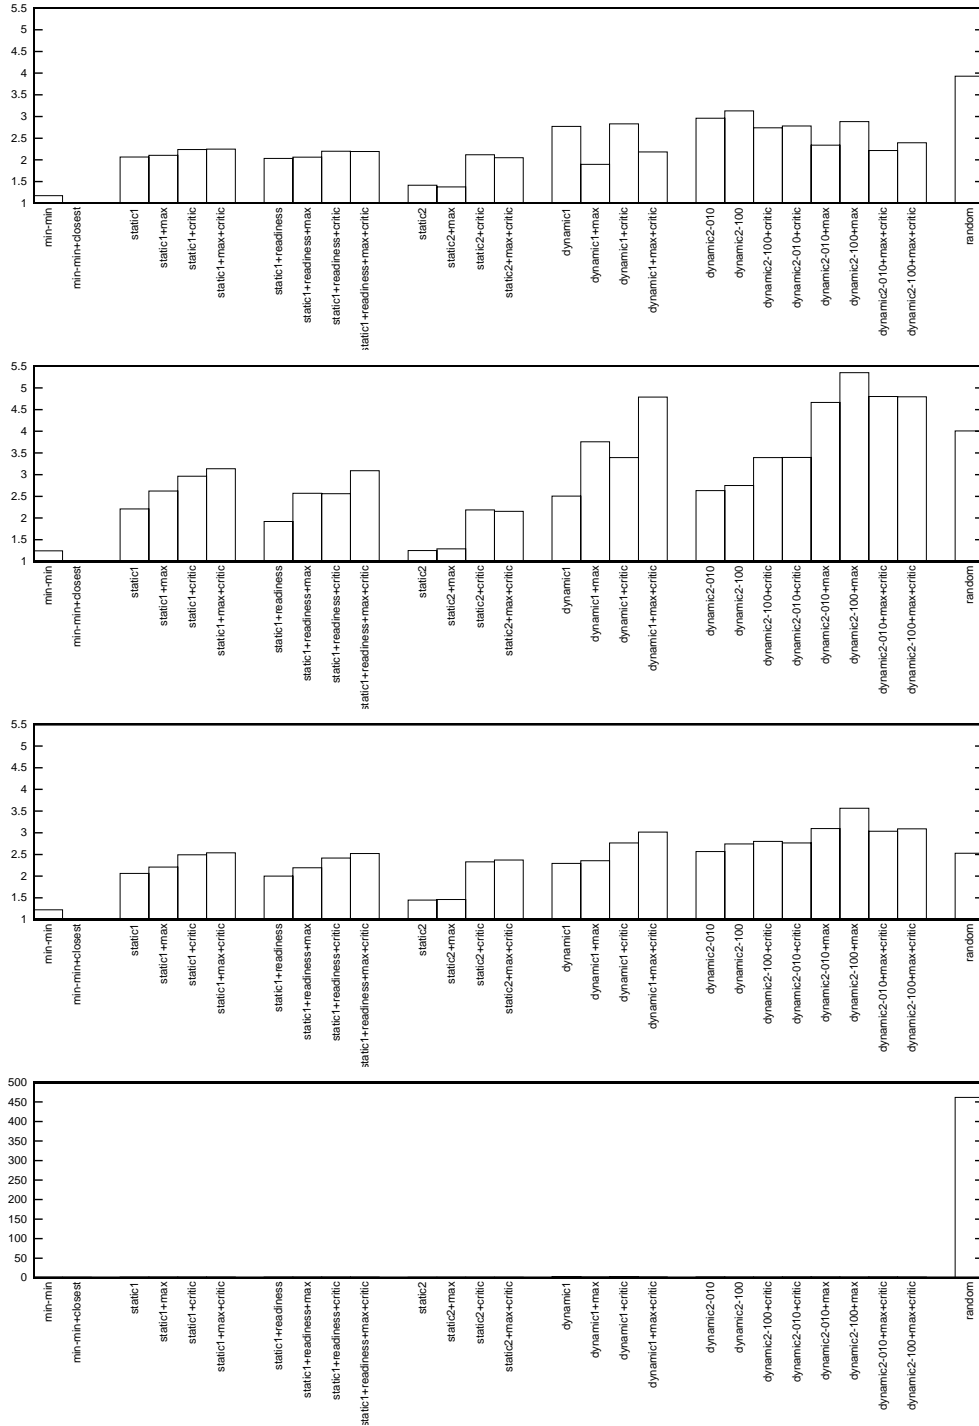 5.5
5
4.5
4
3.5
3
2.5
2
1.5
1
min-min
min-min+closest
static1
static1+max
static1+critic
static1+max+critic
static1+readiness
static1+readiness+max
static1+readiness+critic
static1+readiness+max+critic
static2
static2+max
static2+critic
static2+max+critic
dynamic1
dynamic1+max
dynamic1+critic
dynamic1+max+critic
dynamic2-010
dynamic2-100
dynamic2-100+critic
dynamic2-010+critic
dynamic2-010+max
dynamic2-100+max
dynamic2-010+max+critic
dynamic2-100+max+critic
random
5.5
5
4.5
4
3.5
3
2.5
2
1.5
1
min-min
min-min+closest
static1
static1+max
static1+critic
static1+max+critic
static1+readiness
static1+readiness+max
static1+readiness+critic
static1+readiness+max+critic
static2
static2+max
static2+critic
static2+max+critic
dynamic1
dynamic1+max
dynamic1+critic
dynamic1+max+critic
dynamic2-010
dynamic2-100
dynamic2-100+critic
dynamic2-010+critic
dynamic2-010+max
dynamic2-100+max
dynamic2-010+max+critic
dynamic2-100+max+critic
random
5.5
5
4.5
4
3.5
3
2.5
2
1.5
1
min-min
min-min+closest
static1
static1+max
static1+critic
static1+max+critic
static1+readiness
static1+readiness+max
static1+readiness+critic
static1+readiness+max+critic
static2
static2+max
static2+critic
static2+max+critic
dynamic1
dynamic1+max
dynamic1+critic
dynamic1+max+critic
dynamic2-010
dynamic2-100
dynamic2-100+critic
dynamic2-010+critic
dynamic2-010+max
dynamic2-100+max
dynamic2-010+max+critic
dynamic2-100+max+critic
random
500
450
400
350
300
250
200
150
100
50
0
min-min
min-min+closest
static1
static1+max
static1+critic
static1+max+critic
static1+readiness
static1+readiness+max
static1+readiness+critic
static1+readiness+max+critic
static2
static2+max
static2+critic
static2+max+critic
dynamic1
dynamic1+max
dynamic1+critic
dynamic1+max+critic
dynamic2-010
dynamic2-100
dynamic2-100+critic
dynamic2-010+critic
dynamic2-010+max
dynamic2-100+max
dynamic2-010+max+critic
dynamic2-100+max+critic
random